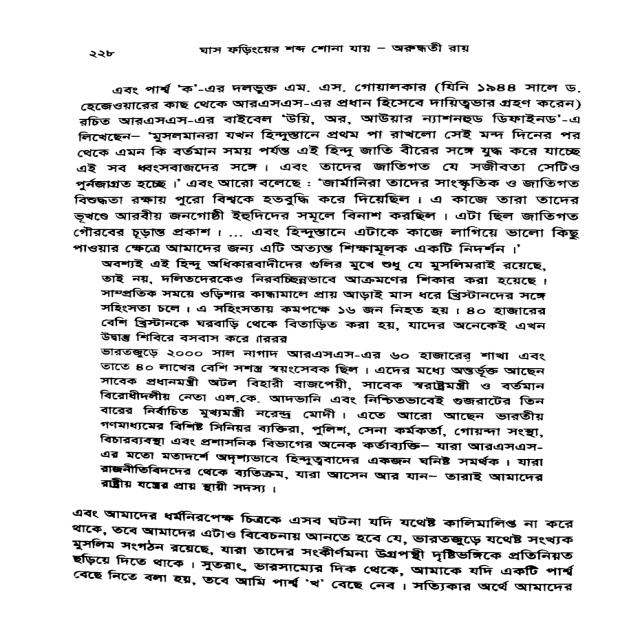 ২২৮ ঘাস ফড়িংয়ের শব্দ শোনা যায় – অরুন্ধতী রায়
এবং পার্শ্ব 'ক'-এর দলভুক্ত এম. এস. গোয়ালকার (যিনি ১৯৪৪ সালে ড.
হেজেওয়ারের কাছ থেকে আরএসএস-এর প্রধান হিসেবে দায়িত্বভার গ্রহণ করেন)
রচিত আরএসএস-এর বাইবেল 'উয়ি, অর, আউয়ার ন্যাশনহুড ডিফাইনড'-এ
লিখেছেন– 'মুসলমানরা যখন হিন্দুস্তানে প্রথম পা রাখলো সেই মন্দ দিনের পর
থেকে এমন কি বর্তমান সময় পর্যন্ত এই হিন্দু জাতি বীরের সঙ্গে যুদ্ধ করে যাচ্ছে
এই সব ধ্বংসবাজদের সঙ্গে । এবং তাদের জাতিগত যে সজীবতা সেটিও
পুর্নজাগ্রত হচ্ছে ।' এবং আরো বলেছে : 'জার্মানিরা তাদের সাংস্কৃতিক ও জাতিগত
বিশুদ্ধতা রক্ষায় পুরো বিশ্বকে হতবুদ্ধি করে দিয়েছিল । এ কাজে তারা তাদের
ভূখণ্ডে আরবীয় জনগোষ্ঠী ইহুদিদের সমূলে বিনাশ করছিল । এটা ছিল জাতিগত
গৌরবের চূড়ান্ত প্রকাশ । ... এবং হিন্দুস্তানে এটাকে কাজে লাগিয়ে ভালো কিছু
পাওয়ার ক্ষেত্রে আমাদের জন্য এটি অত্যন্ত শিক্ষামূলক একটি নিদর্শন ।'
অবশ্যই এই হিন্দু অধিকারবাদীদের গুলির মুখে শুধু যে মুসলিমরাই রয়েছে,
তাই নয়, দলিতদেরকেও নিরবচ্ছিন্নভাবে আক্রমণের শিকার করা হয়েছে ।
সাম্প্রতিক সময়ে ওড়িশার কান্ধামালে প্রায় আড়াই মাস ধরে খ্রিস্টানদের সঙ্গে
সহিংসতা চলে । এ সহিংসতায় কমপক্ষে ১৬ জন নিহত হয় । ৪০ হাজারের
বেশি খ্রিস্টানকে ঘরবাড়ি থেকে বিতাড়িত করা হয়, যাদের অনেকেই এখন
উদ্বাস্তু শিবিরে বসবাস করে ।ররর
ভারতজুড়ে ২০০০ সাল নাগাদ আরএসএস-এর ৬০ হাজারের শাখা এবং
তাতে ৪০ লাখের বেশি সশস্ত্র স্বয়ংসেবক ছিল । এদের মধ্যে অন্তর্ভুক্ত আছেন
সাবেক প্রধানমন্ত্রী অটল বিহারী বাজপেয়ী, সাবেক স্বরাষ্ট্রমন্ত্রী ও বর্তমান
বিরোধীদলীয় নেতা এল.কে. আদভানি এবং নিশ্চিতভাবেই গুজরাটের তিন
বারের নির্বাচিত মুখ্যমন্ত্রী নরেন্দ্র মোদী । এতে আরো আছেন ভারতীয়
গণমাধ্যমের বিশিষ্ট সিনিয়র ব্যক্তিরা, পুলিশ, সেনা কর্মকর্তা, গোয়ন্দা সংস্থা,
বিচারব্যবস্থা এবং প্রশাসনিক বিভাগের অনেক কর্তাব্যক্তি– যারা আরএসএস-
এর মতো মতাদর্শে অদৃশ্যভাবে হিন্দুত্ববাদের একজন ঘনিষ্ট সমর্থক । যারা
রাজনীতিবিদদের থেকে ব্যতিক্রম, যারা আসেন আর যান– তারাই আমাদের
রাষ্ট্রীয় যন্ত্রের প্রায় স্থায়ী সদস্য ।
এবং আমাদের ধর্মনিরপেক্ষ চিত্রকে এসব ঘটনা যদি যথেষ্ট কালিমালিপ্ত না করে
থাকে, তবে আমাদের এটাও বিবেচনায় আনতে হবে যে, ভারতজুড়ে যথেষ্ট সংখ্যক
মুসলিম সংগঠন রয়েছে, যারা তাদের সংকীর্ণমনা উগ্রপন্থী দৃষ্টিভঙ্গিকে প্রতিনিয়ত
ছড়িয়ে দিতে থাকে । সুতরাং, ভারসাম্যের দিক থেকে, আমাকে যদি একটি পার্শ্ব
বেছে নিতে বলা হয়, তবে আমি পার্শ্ব 'খ' বেছে নেব । সত্যিকার অর্থে আমাদের